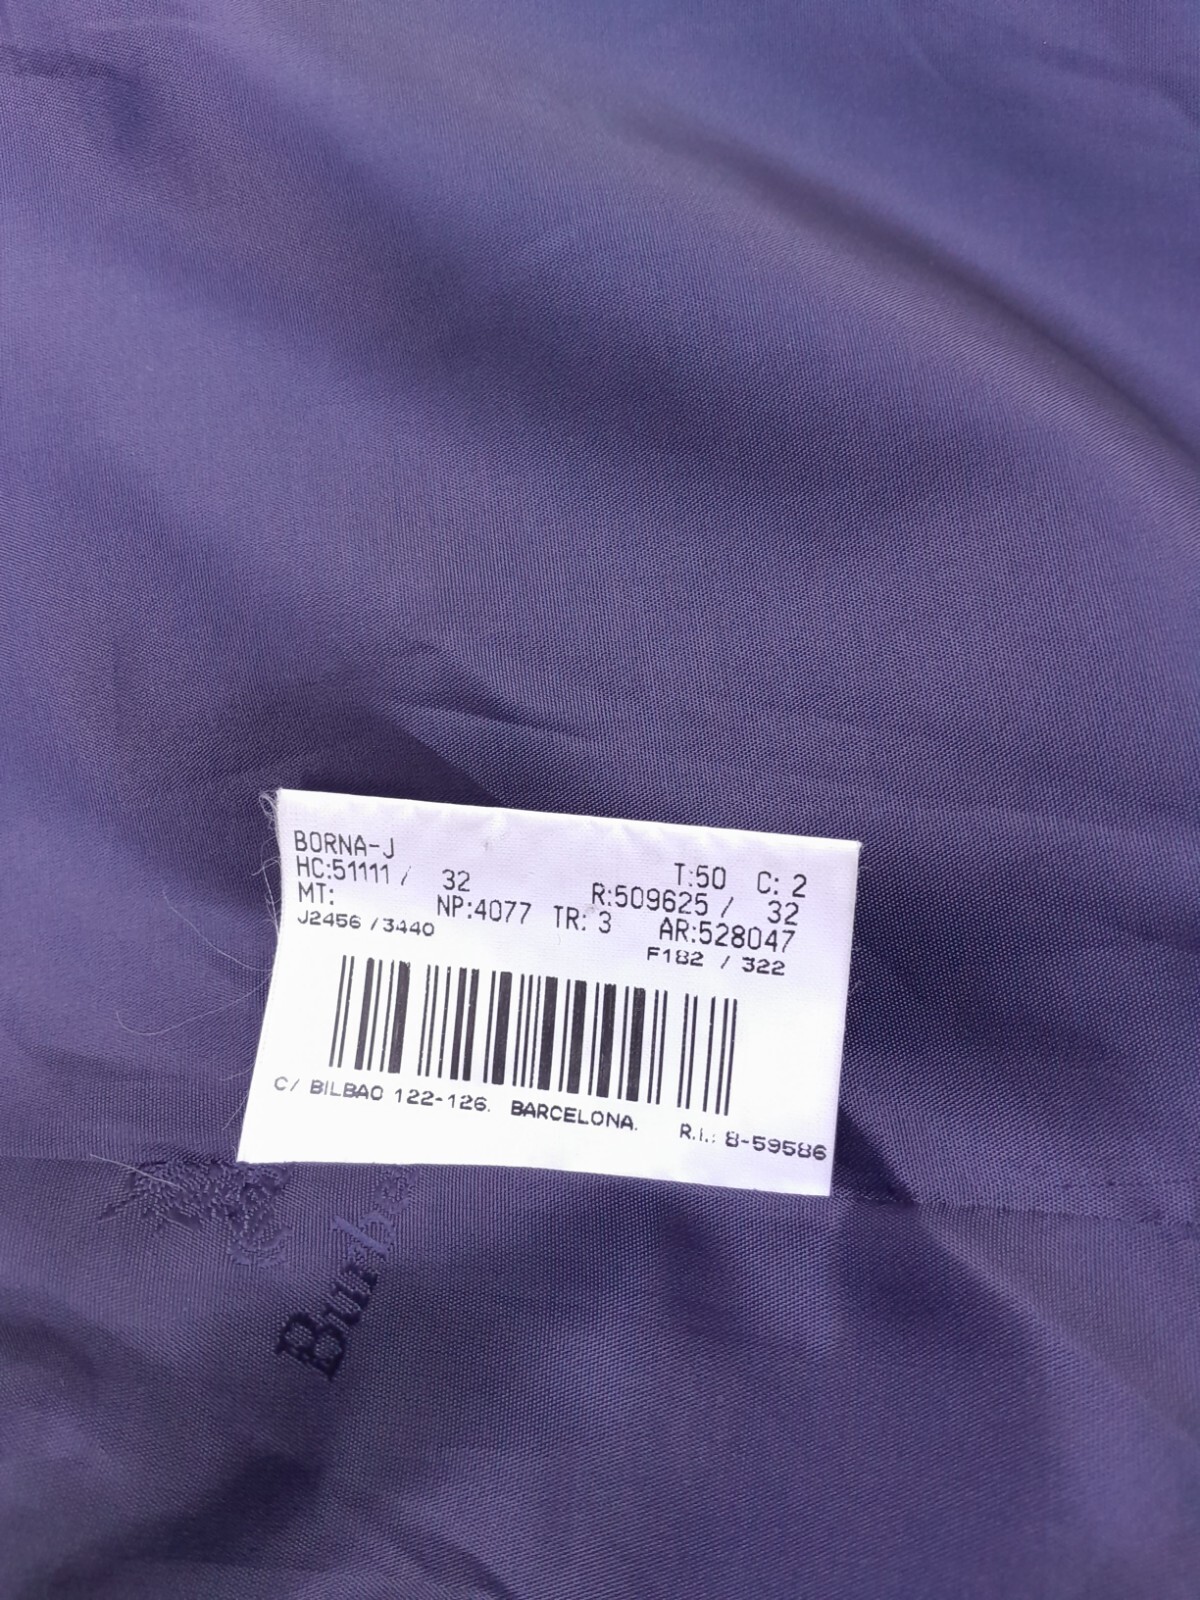 BORNA-J
T:50 C: 2
HC:51111 / 32 R:509625 / 32
MT: NP:4077 TR: 3 AR:528047
J2456 /3440 F182 / 322
C/ BILBAO 122-126. BARCELONA. R.I.: 8-59586